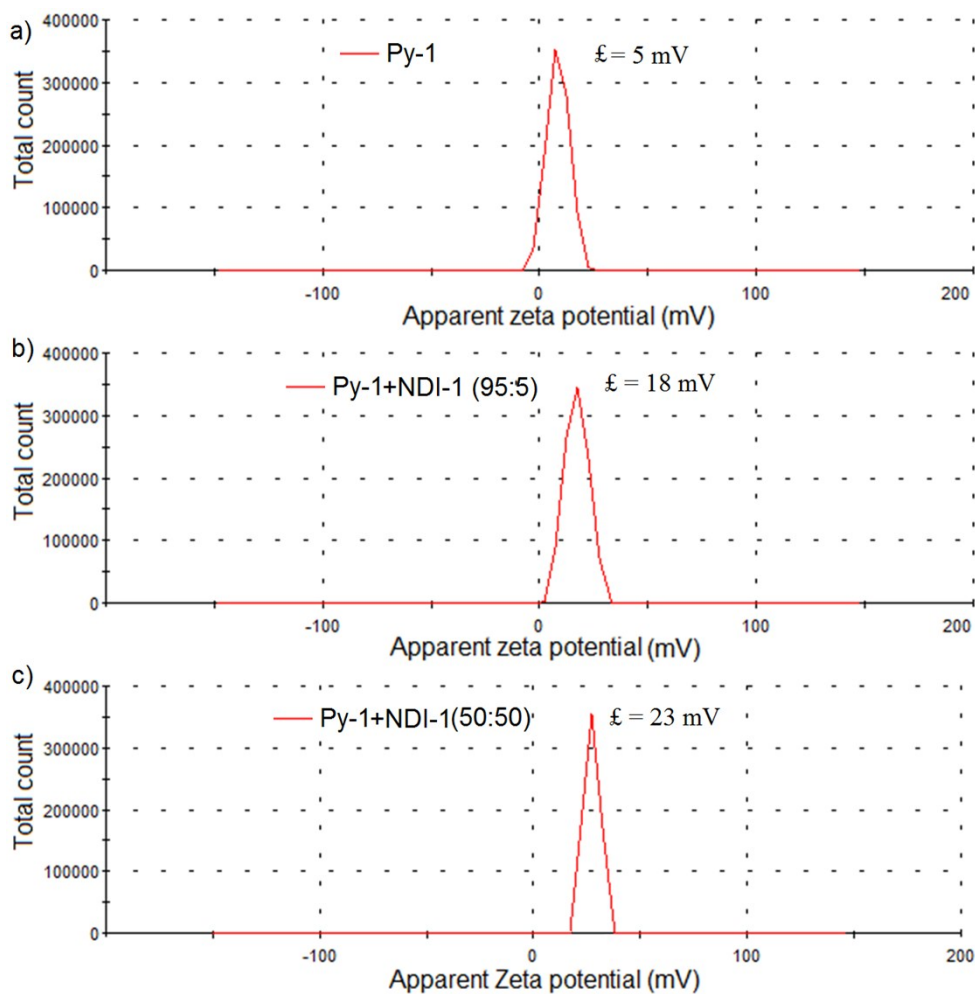 a)
Total count
400000
300000
200000
100000
0
Py-1
£ = 5 mV
-100
0
100
200
Apparent zeta potential (mV)
b)
Total count
400000
300000
200000
100000
0
Py-1+NDI-1 (95:5)
£ = 18 mV
-100
0
100
200
Apparent zeta potential (mV)
c)
Total count
400000
300000
200000
100000
0
Py-1+NDI-1(50:50)
£ = 23 mV
-100
0
100
200
Apparent Zeta potential (mV)